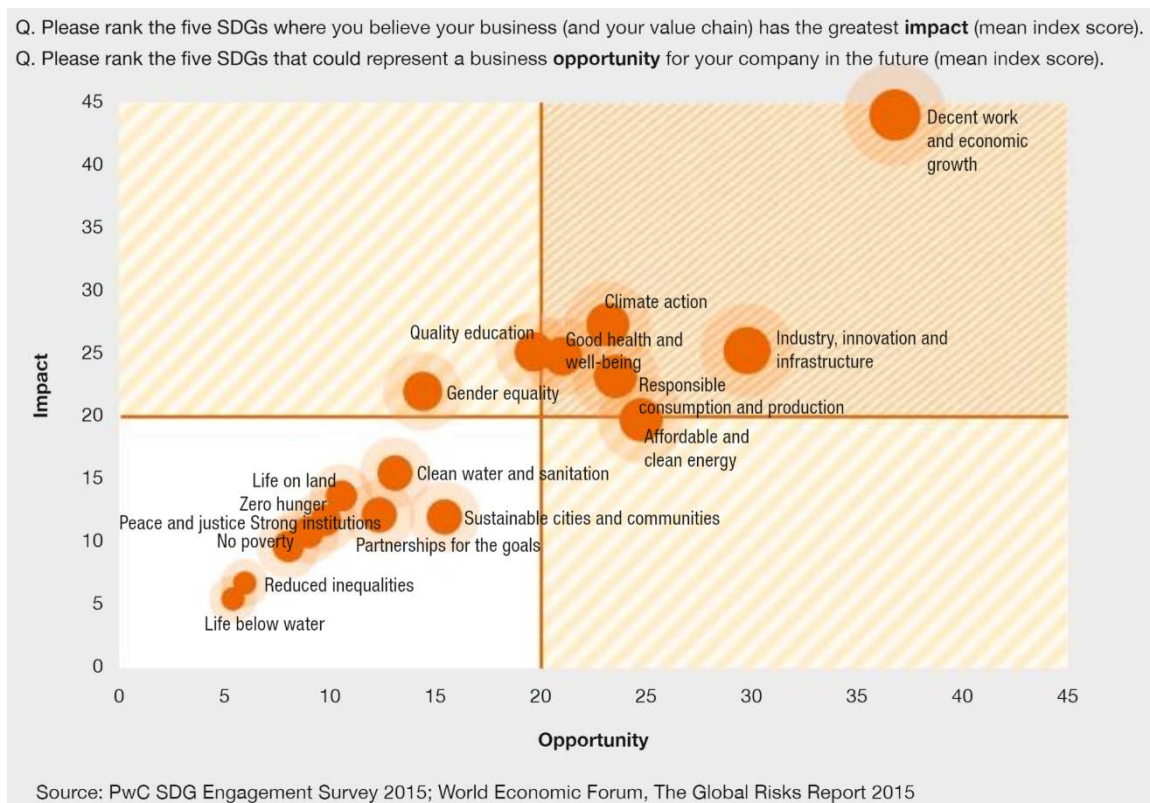 Q. Please rank the five SDGs where you believe your business (and your value chain) has the greatest impact (mean index score).
Q. Please rank the five SDGs that could represent a business opportunity for your company in the future (mean index score).
45
40
35
30
25
20
15
10
5
0
Impact
Decent work
and economic
growth
Climate action
Quality education
Good health and
well-being
Industry, innovation and
infrastructure
Gender equality
Responsible
consumption and production
Affordable and
clean energy
Clean water and sanitation
Life on land
Zero hunger
Peace and justice Strong institutions
Sustainable cities and communities
No poverty
Partnerships for the goals
Reduced inequalities
Life below water
0
5
10
15
20
25
30
35
40
45
Opportunity
Source: PwC SDG Engagement Survey 2015; World Economic Forum, The Global Risks Report 2015